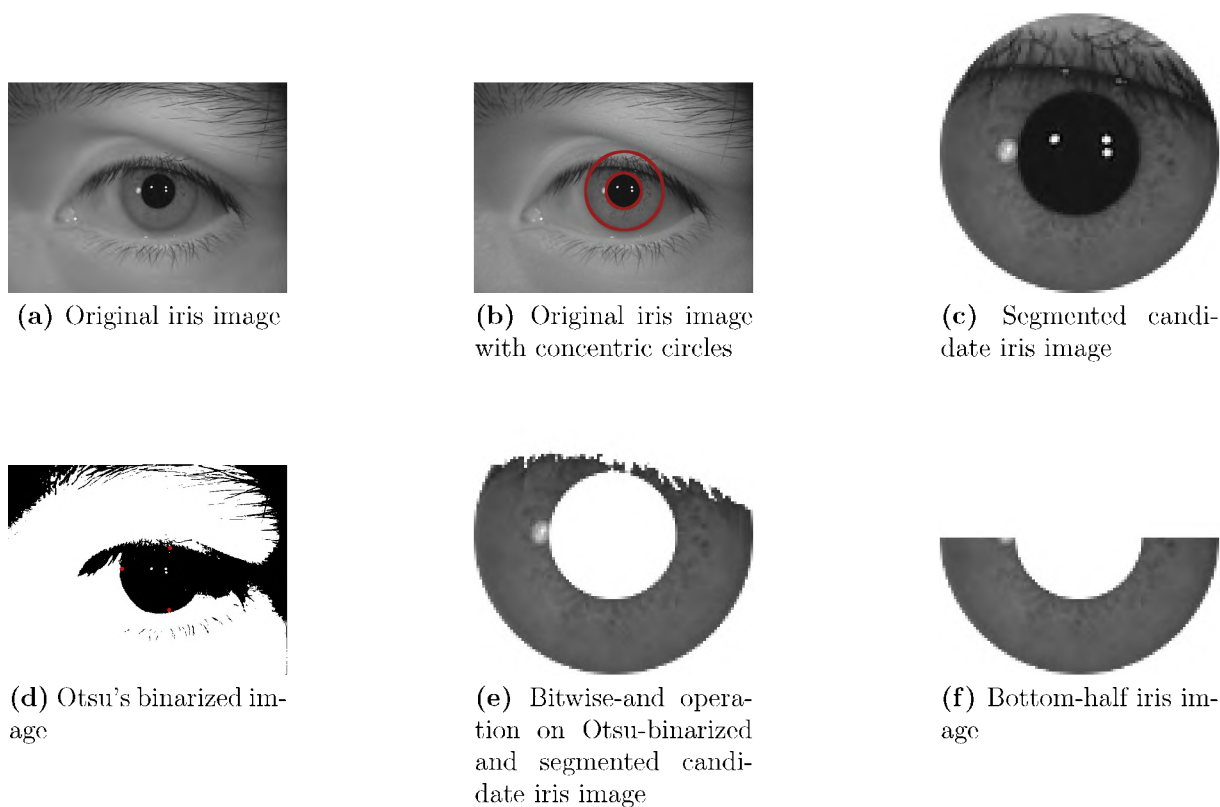 (a) Original iris image
(b) Original iris image
with concentric circles
(c) Segmented candi-
date iris image
(d) Otsu's binarized im-
age
(e) Bitwise-and opera-
tion on Otsu-binarized
and segmented candi-
date iris image
(f) Bottom-half iris im-
age